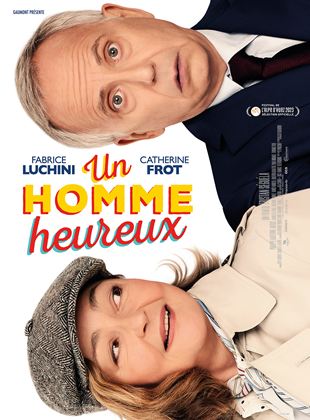 GAUMONT PRÉSENTE
FESTIVAL DE
L'ALPE D'HUEZ 2023
SÉLECTION OFFICIELLE
FABRICE
LUCHINI
CATHERINE
FROT
Un
HOMME
heureux